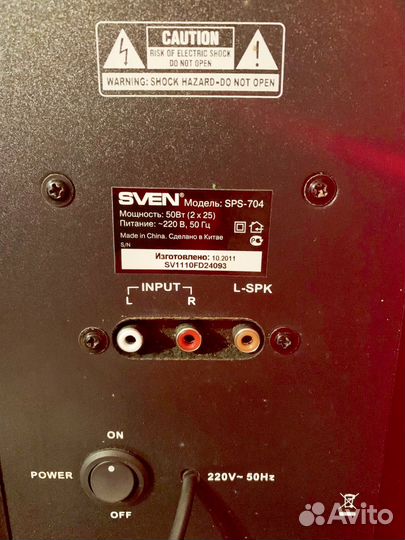 CAUTION
RISK OF ELECTRIC SHOCK
DO NOT OPEN
WARNING: SHOCK HAZARD-DO NOT OPEN
SVEN® Модель: SPS-704
Мощность: 50Вт (2 x 25)
Питание: ~220 В, 50 Гц
Made in China. Сделано в Китае
S/N
Изготовлено: 10.2011
SV1110FD24093
INPUT
L R L-SPK
ON
POWER
OFF
220V~ 50Hz
Avito